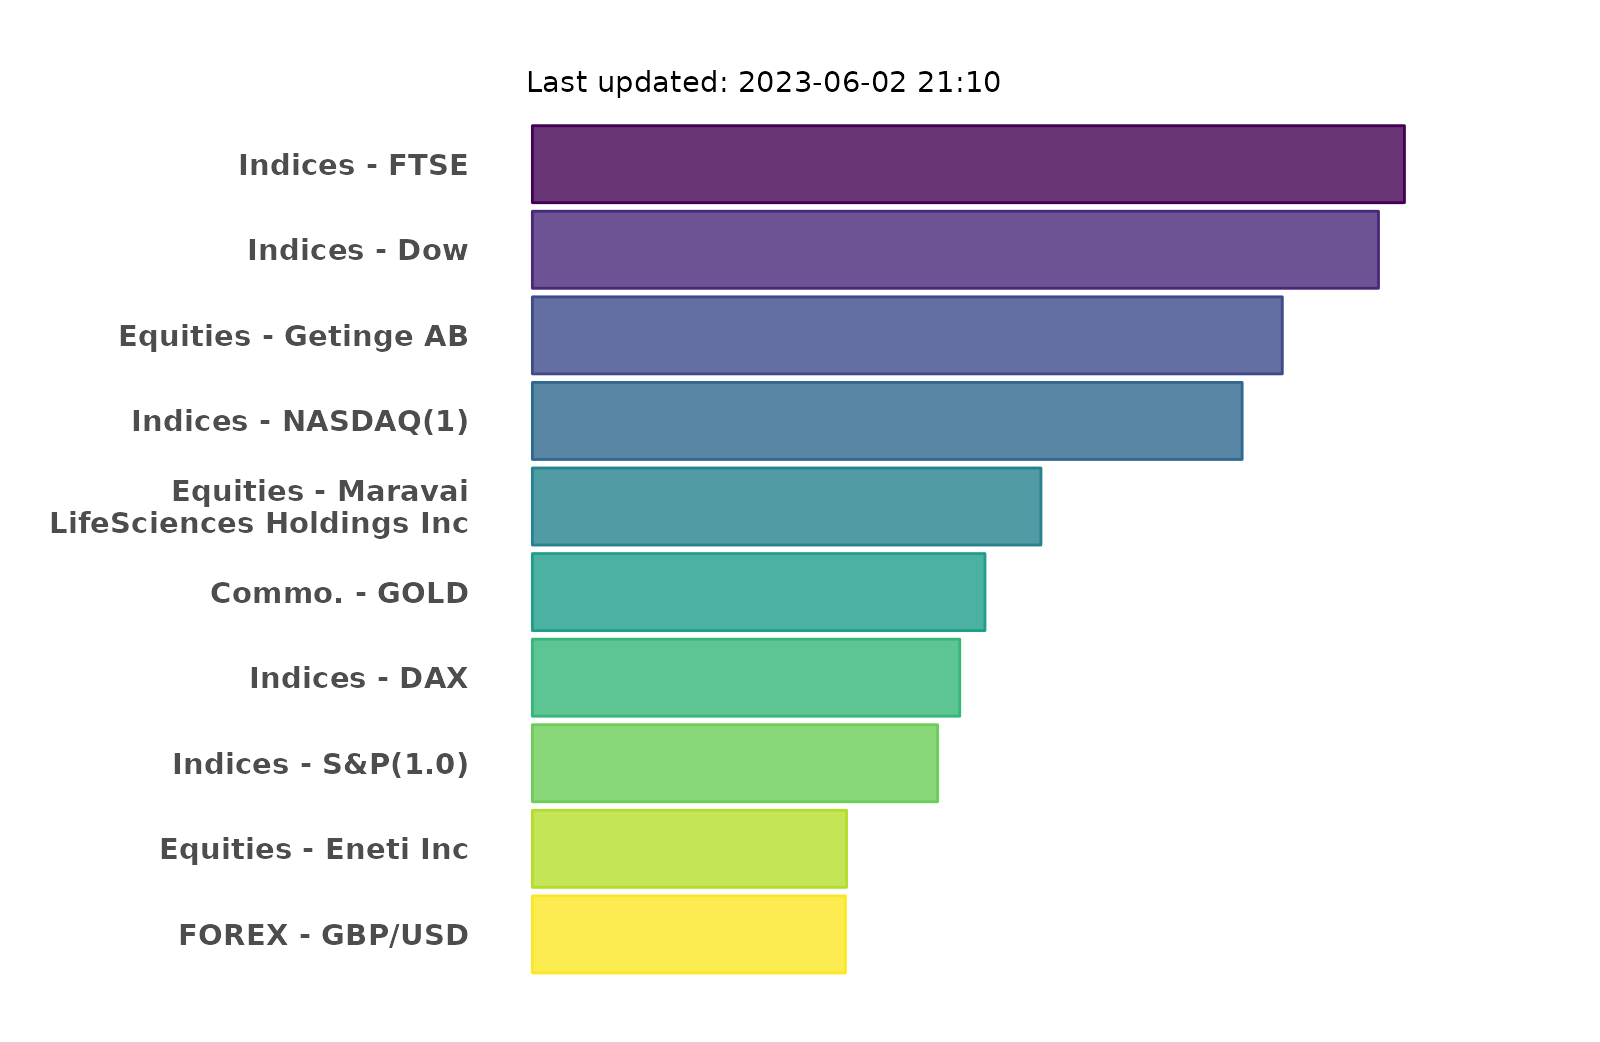 Last updated: 2023-06-02 21:10
Indices - FTSE
Indices - Dow
Equities - Getinge AB
Indices - NASDAQ(1)
Equities - Maravai
LifeSciences Holdings Inc
Commo. - GOLD
Indices - DAX
Indices - S&P(1.0)
Equities - Eneti Inc
FOREX - GBP/USD